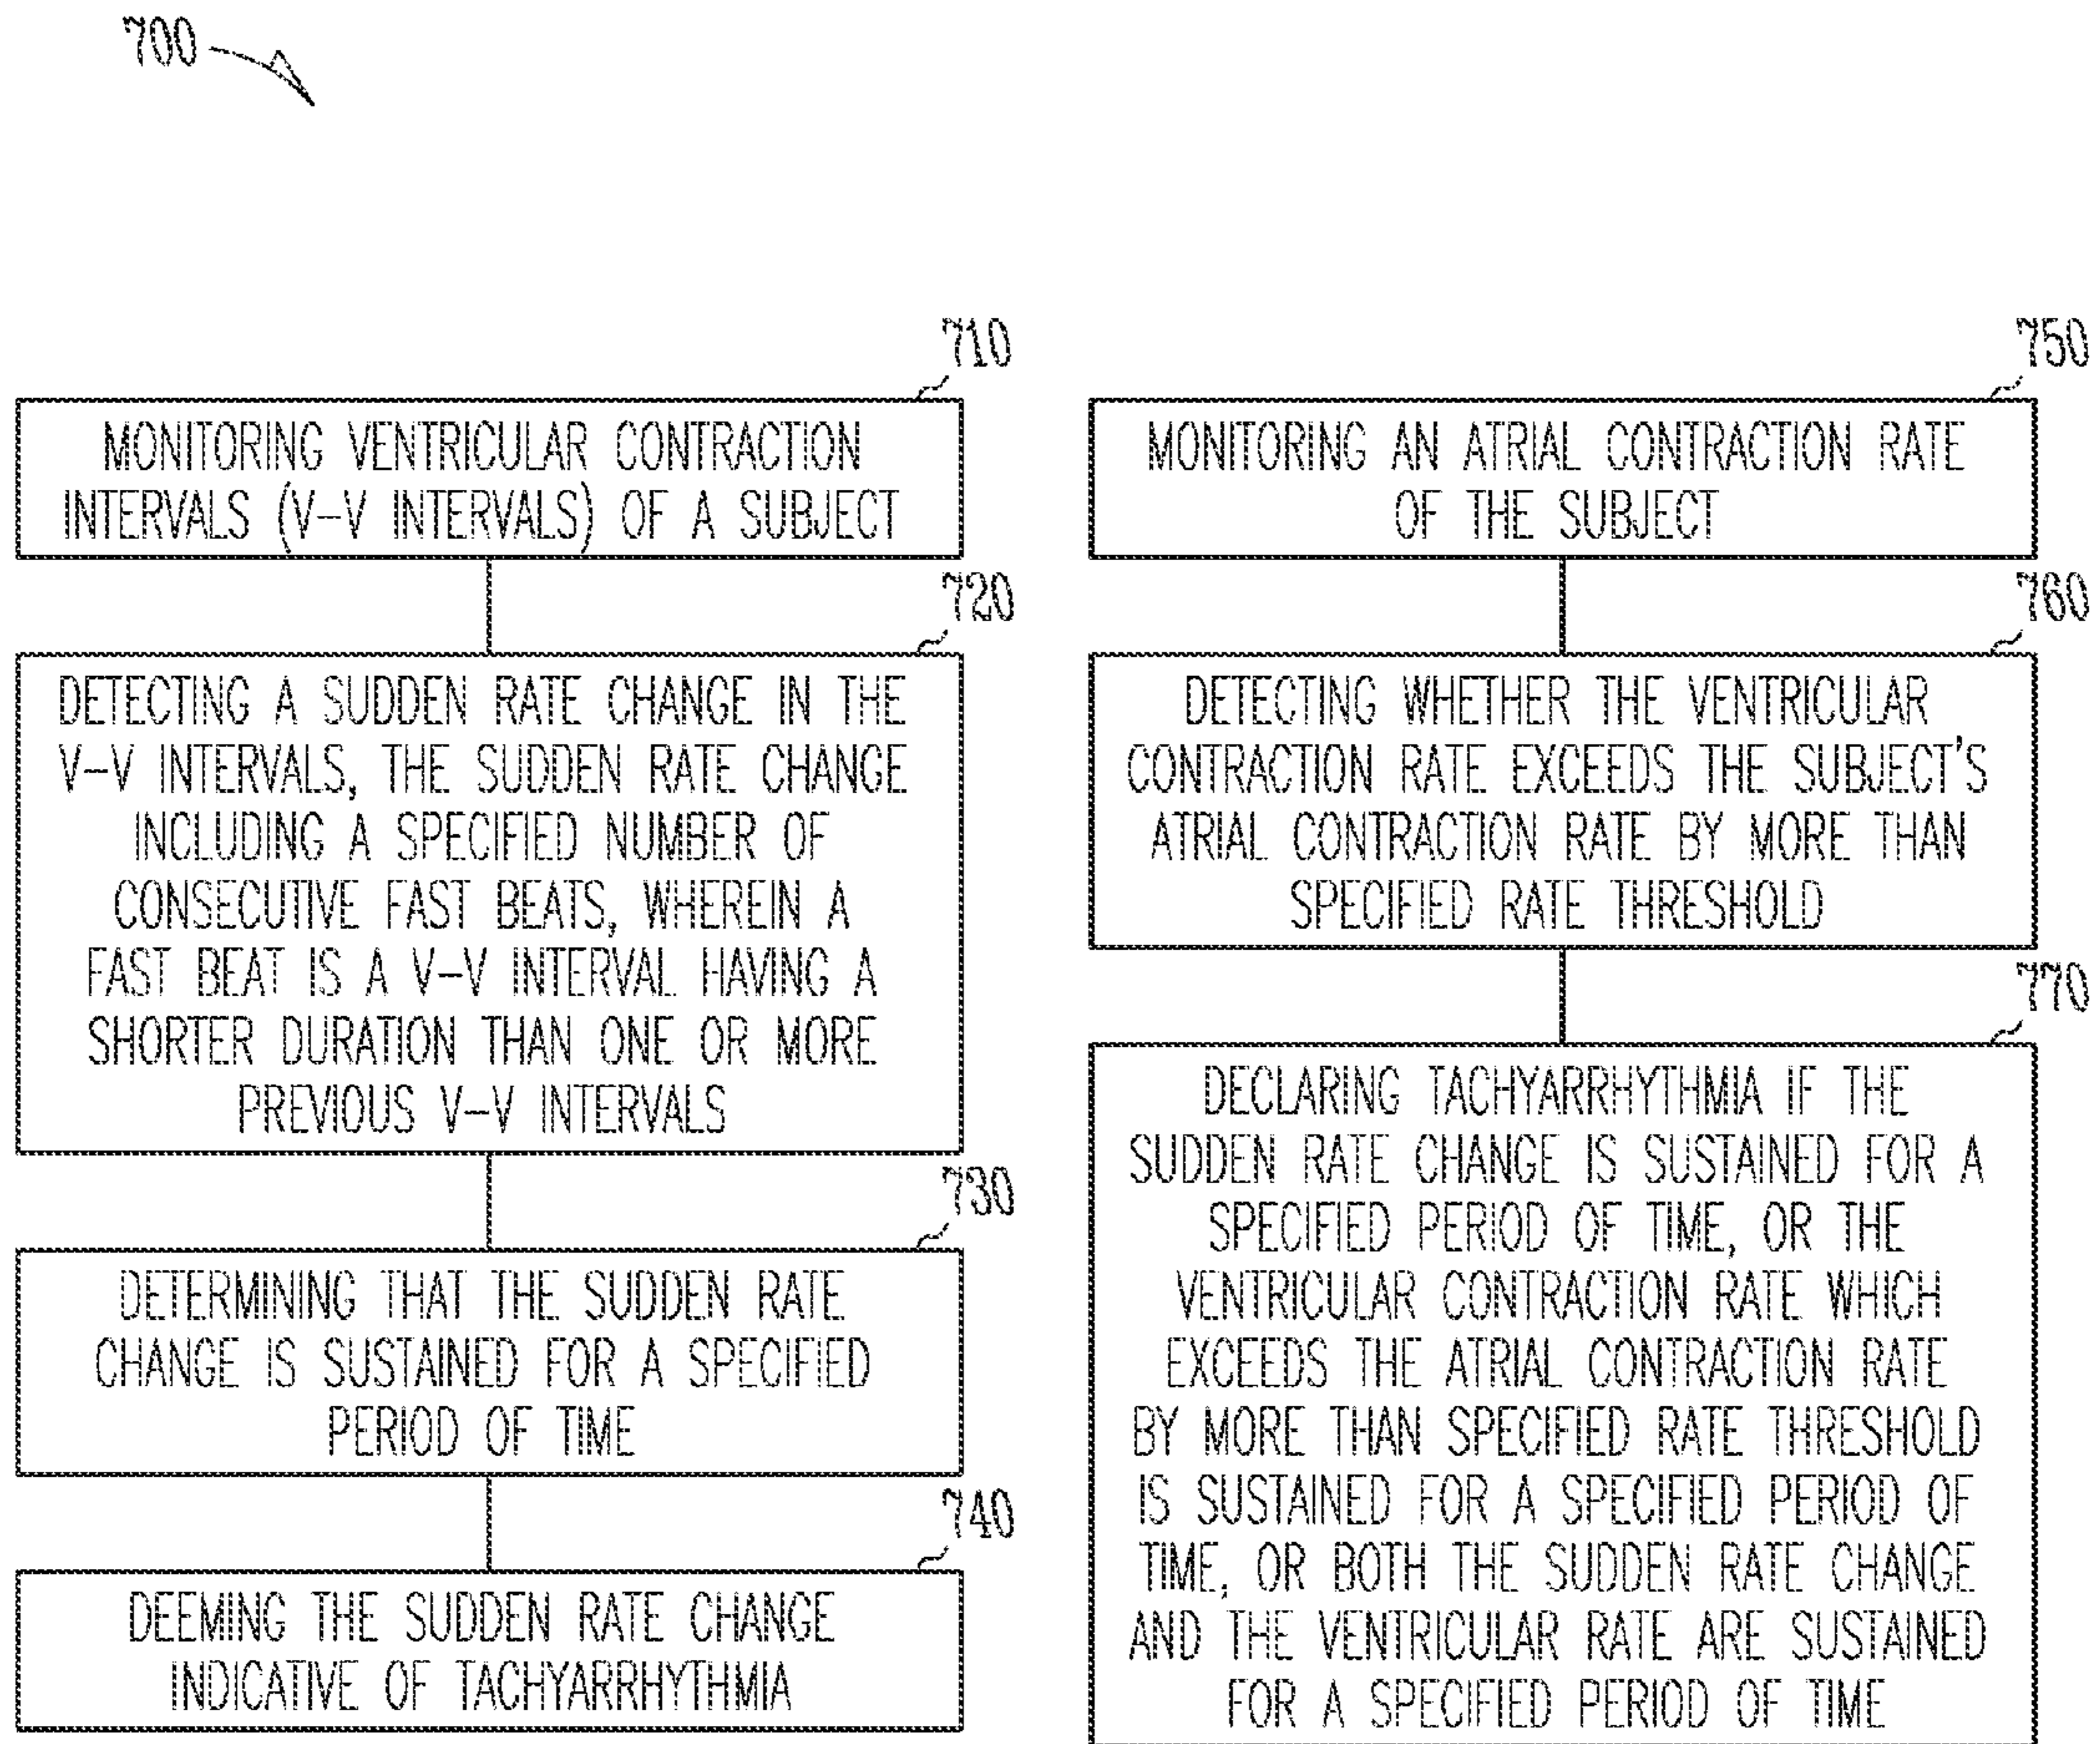 700
710
MONITORING VENTRICULAR CONTRACTION
INTERVALS (V-V INTERVALS) OF A SUBJECT
720
DETECTING A SUDDEN RATE CHANGE IN THE
V-V INTERVALS, THE SUDDEN RATE CHANGE
INCLUDING A SPECIFIED NUMBER OF
CONSECUTIVE FAST BEATS, WHEREIN A
FAST BEAT IS A V-V INTERVAL HAVING A
SHORTER DURATION THAN ONE OR MORE
PREVIOUS V-V INTERVALS
730
DETERMINING THAT THE SUDDEN RATE
CHANGE IS SUSTAINED FOR A SPECIFIED
PERIOD OF TIME
740
DEEMING THE SUDDEN RATE CHANGE
INDICATIVE OF TACHYARRHYTHMIA
750
MONITORING AN ATRIAL CONTRACTION RATE
OF THE SUBJECT
760
DETECTING WHETHER THE VENTRICULAR
CONTRACTION RATE EXCEEDS THE SUBJECT'S
ATRIAL CONTRACTION RATE BY MORE THAN
SPECIFIED RATE THRESHOLD
770
DECLARING TACHYARRHYTHMIA IF THE
SUDDEN RATE CHANGE IS SUSTAINED FOR A
SPECIFIED PERIOD OF TIME, OR THE
VENTRICULAR CONTRACTION RATE WHICH
EXCEEDS THE ATRIAL CONTRACTION RATE
BY MORE THAN SPECIFIED RATE THRESHOLD
IS SUSTAINED FOR A SPECIFIED PERIOD OF
TIME, OR BOTH THE SUDDEN RATE CHANGE
AND THE VENTRICULAR RATE ARE SUSTAINED
FOR A SPECIFIED PERIOD OF TIME